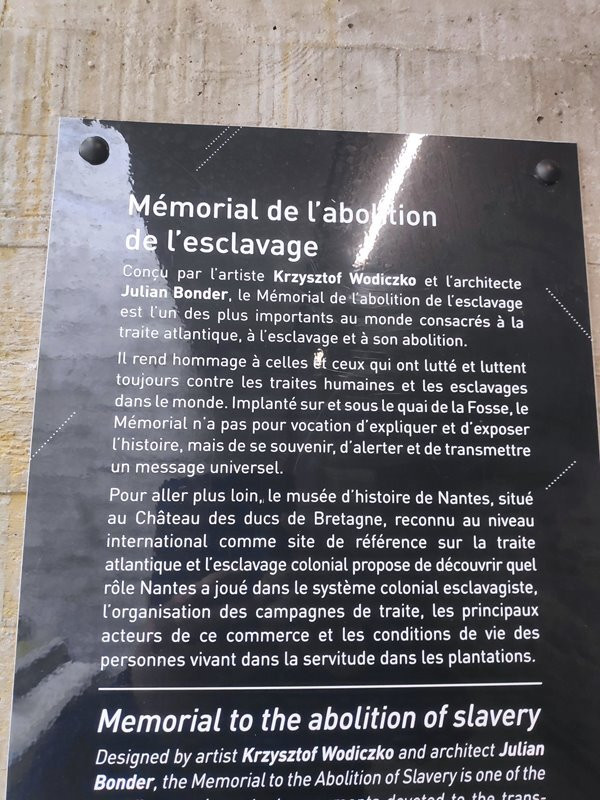 Mémorial de l'abolition
de l'esclavage
Conçu par l'artiste Krzysztof Wodiczko et l'architecte
Julian Bonder, le Mémorial de l'abolition de l'esclavage
est l'un des plus importants au monde consacrés à la
traite atlantique, à l'esclavage et à son abolition.
Il rend hommage à celles et ceux qui ont lutté et luttent
toujours contre les traites humaines et les esclavages
dans le monde. Implanté sur et sous le quai de la Fosse, le
Mémorial n'a pas pour vocation d'expliquer et d'exposer
l'histoire, mais de se souvenir, d'alerter et de transmettre
un message universel.
Pour aller plus loin, le musée d'histoire de Nantes, situé
au Château des ducs de Bretagne, reconnu au niveau
international comme site de référence sur la traite
atlantique et l'esclavage colonial propose de découvrir quel
rôle Nantes a joué dans le système colonial esclavagiste,
l'organisation des campagnes de traite, les principaux
acteurs de ce commerce et les conditions de vie des
personnes vivant dans la servitude dans les plantations.
Memorial to the abolition of slavery
Designed by artist Krzysztof Wodiczko and architect Julian
Bonder, the Memorial to the Abolition of Slavery is one of the
devoted to the trans-